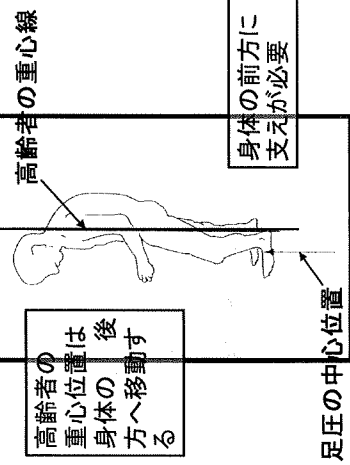 高齢者の重心線
身体の前方に
支えが必要
高齢者の
重心位置は
身体の 後
方へ移動す
る
足圧の中心位置